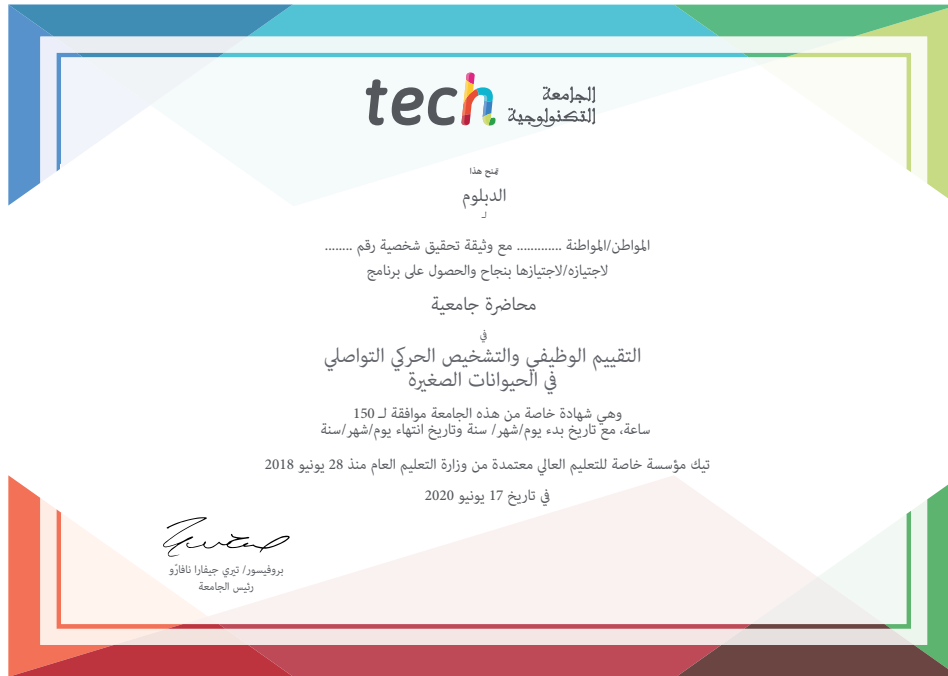 tech الجامعة
التكنولوجية
تمنح هذا
الدبلوم
لـ
المواطن/المواطنة ............. مع وثيقة تحقيق شخصية رقم ........
لاجتيازه/لاجتيازها بنجاح والحصول على برنامج
محاضرة جامعية
في
التقييم الوظيفي والتشخيص الحركي التواصلي
في الحيوانات الصغيرة
وهي شهادة خاصة من هذه الجامعة موافقة لـ 150
ساعة، مع تاريخ بدء يوم/شهر/ سنة وتاريخ انتهاء يوم/شهر/سنة
تيك مؤسسة خاصة للتعليم العالي معتمدة من وزارة التعليم العام منذ 28 يونيو 2018
في تاريخ 17 يونيو 2020
بروفيسور/ تيري جيفارا نافارّو
رئيس الجامعة